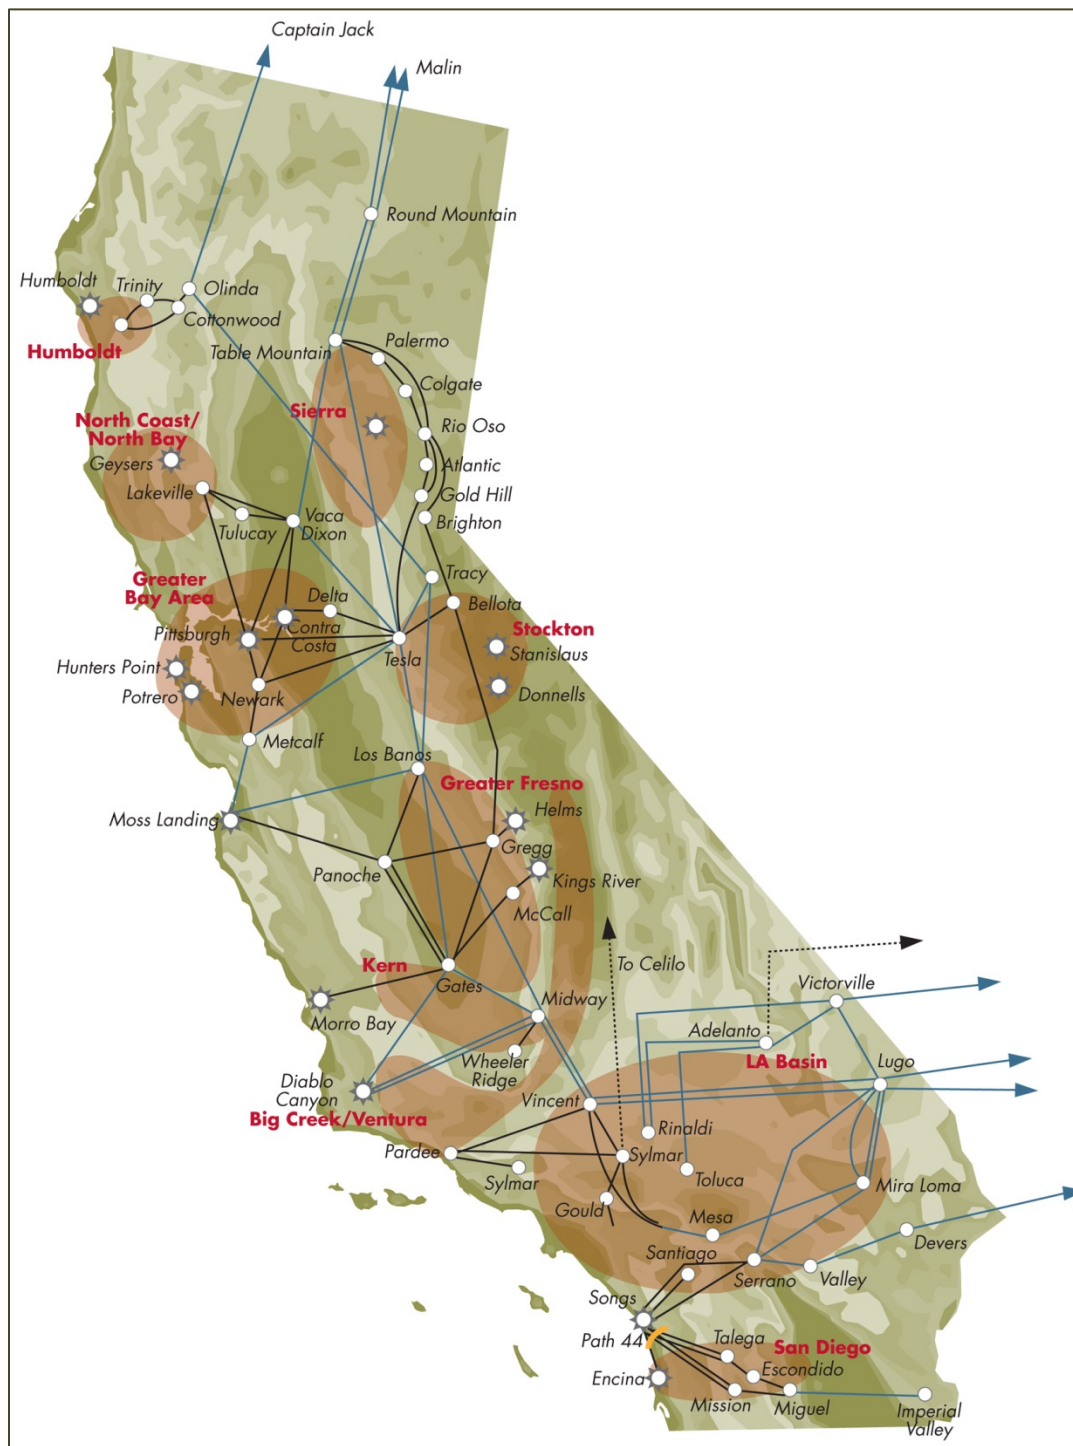 Captain Jack
Malin
Round Mountain
Humboldt
Trinity
Olinda
Cottonwood
Humboldt
Table Mountain
Palermo
Colgate
Sierra
North Coast/
North Bay
Rio Oso
Geysers
Atlantic
Lakeville
Gold Hill
Vaca
Dixon
Tulucay
Brighton
Greater
Bay Area
Tracy
Delta
Bellota
Pittsburgh
Contra
Costa
Stockton
Tesla
Stanislaus
Hunters Point
Potrero
Newark
Donnells
Metcalf
Los Banos
Greater Fresno
Moss Landing
Helms
Gregg
Panoche
Kings River
McCall
Kern
To Celilo
Gates
Victorville
Morro Bay
Midway
Adelanto
LA Basin
Lugo
Wheeler
Ridge
Diablo
Canyon
Vincent
Big Creek/Ventura
Rinaldi
Pardee
Sylmar
Sylmar
Toluca
Mira Loma
Gould
Mesa
Devers
Santiago
Serrano
Valley
Songs
Path 44
Talega
San Diego
Encina
Escondido
Mission
Miguel
Imperial
Valley